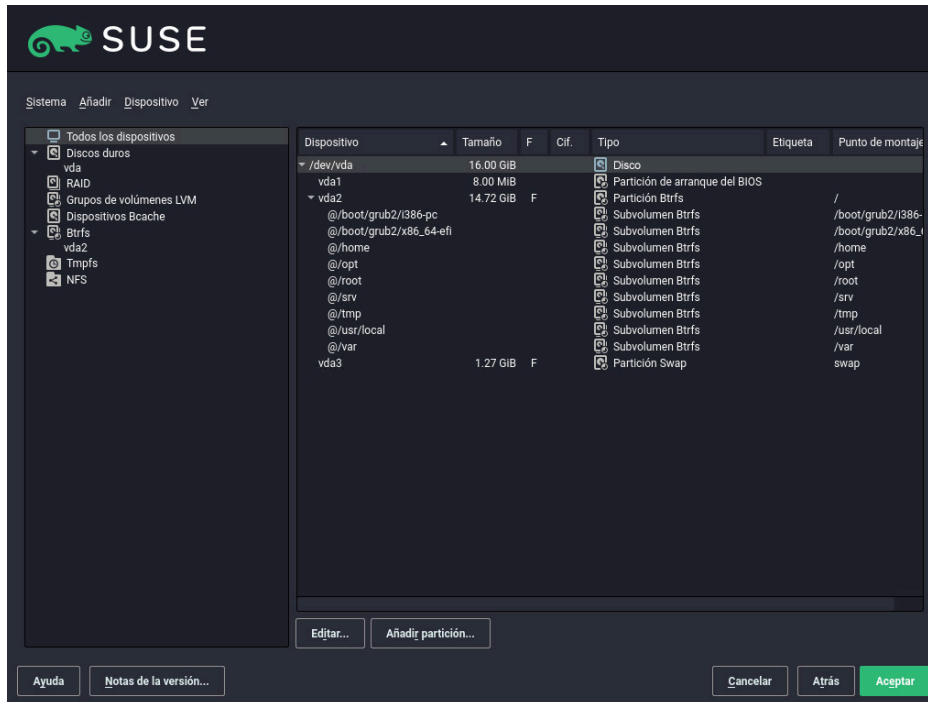 SUSE
Sistema Añadir Dispositivo Ver
Todos los dispositivos
Discos duros
vda
RAID
Grupos de volúmenes LVM
Dispositivos Bcache
Btrfs
vda2
Tmpfs
NFS
Dispositivo Tamaño F Cif. Tipo Etiqueta Punto de montaje
/dev/vda 16.00 GiB Disco
vda1 8.00 MiB Partición de arranque del BIOS
vda2 14.72 GiB F Partición Btrfs /
@/boot/grub2/i386-pc Subvolumen Btrfs /boot/grub2/i386-
@/boot/grub2/x86_64-efi Subvolumen Btrfs /boot/grub2/x86_
@/home Subvolumen Btrfs /home
@/opt Subvolumen Btrfs /opt
@/root Subvolumen Btrfs /root
@/srv Subvolumen Btrfs /srv
@/tmp Subvolumen Btrfs /tmp
@/usr/local Subvolumen Btrfs /usr/local
@/var Subvolumen Btrfs /var
vda3 1.27 GiB F Partición Swap swap
Editar... Añadir partición...
Ayuda Notas de la versión... Cancelar Atrás Aceptar